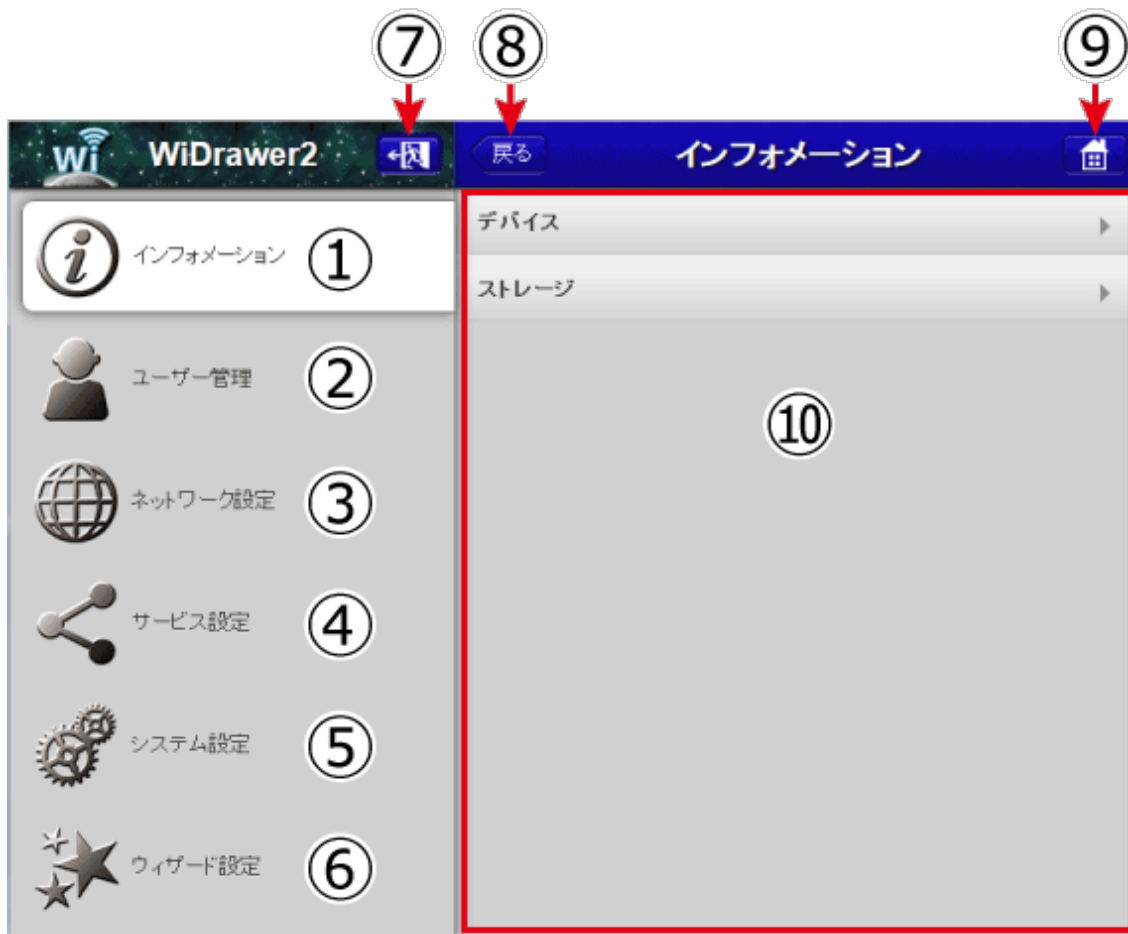 ⑦ ⑧ ⑨
wi WiDrawer2 戻る インフォメーション
インフォメーション ①
デバイス
ストレージ
ユーザー管理 ②
⑩
ネットワーク設定 ③
サービス設定 ④
システム設定 ⑤
ウィザード設定 ⑥